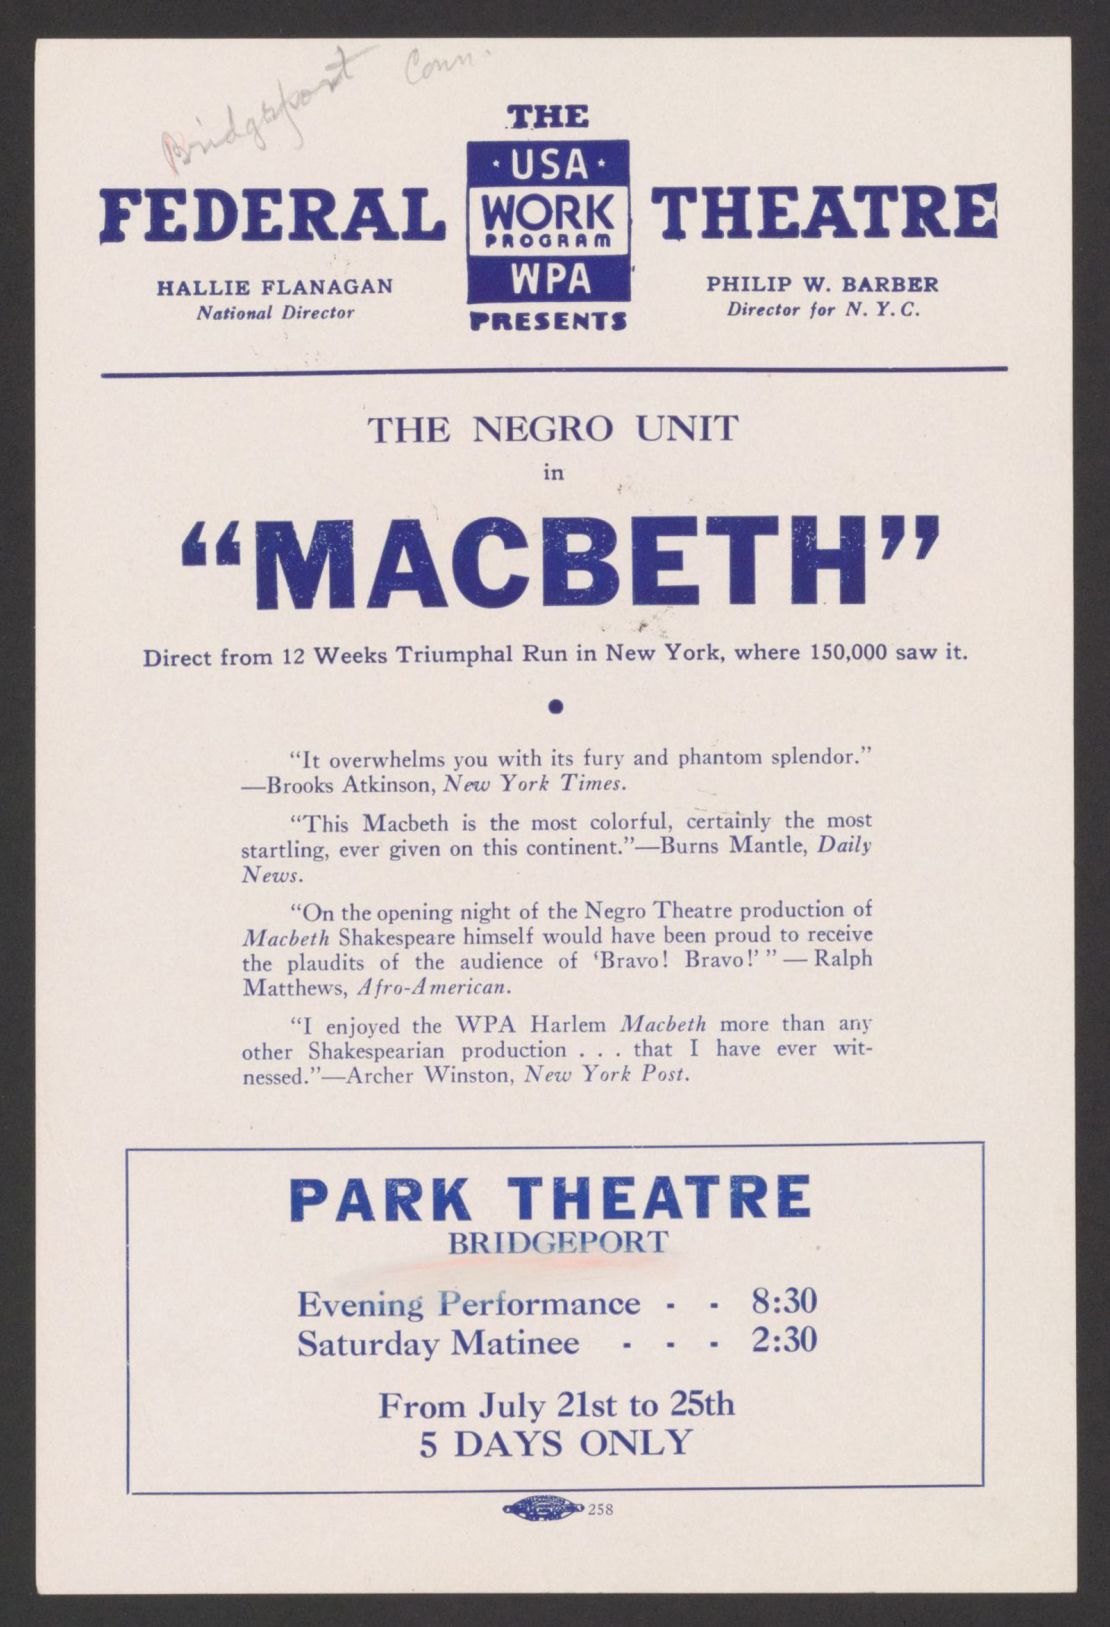 Bridgeport Conn.
THE
FEDERAL
· USA ·
WORK
PROGRAM
WPA
THEATRE
HALLIE FLANAGAN
National Director
PHILIP W. BARBER
Director for N. Y. C.
PRESENTS
THE NEGRO UNIT
in
“MACBETH”
Direct from 12 Weeks Triumphal Run in New York, where 150,000 saw it.
“It overwhelms you with its fury and phantom splendor.”
—Brooks Atkinson, New York Times.
“This Macbeth is the most colorful, certainly the most
startling, ever given on this continent.”—Burns Mantle, Daily
News.
“On the opening night of the Negro Theatre production of
Macbeth Shakespeare himself would have been proud to receive
the plaudits of the audience of ‘Bravo! Bravo!’ ” — Ralph
Matthews, Afro-American.
“I enjoyed the WPA Harlem Macbeth more than any
other Shakespearian production . . . that I have ever wit-
nessed.”—Archer Winston, New York Post.
PARK THEATRE
BRIDGEPORT
Evening Performance - - 8:30
Saturday Matinee - - - 2:30
From July 21st to 25th
5 DAYS ONLY
258